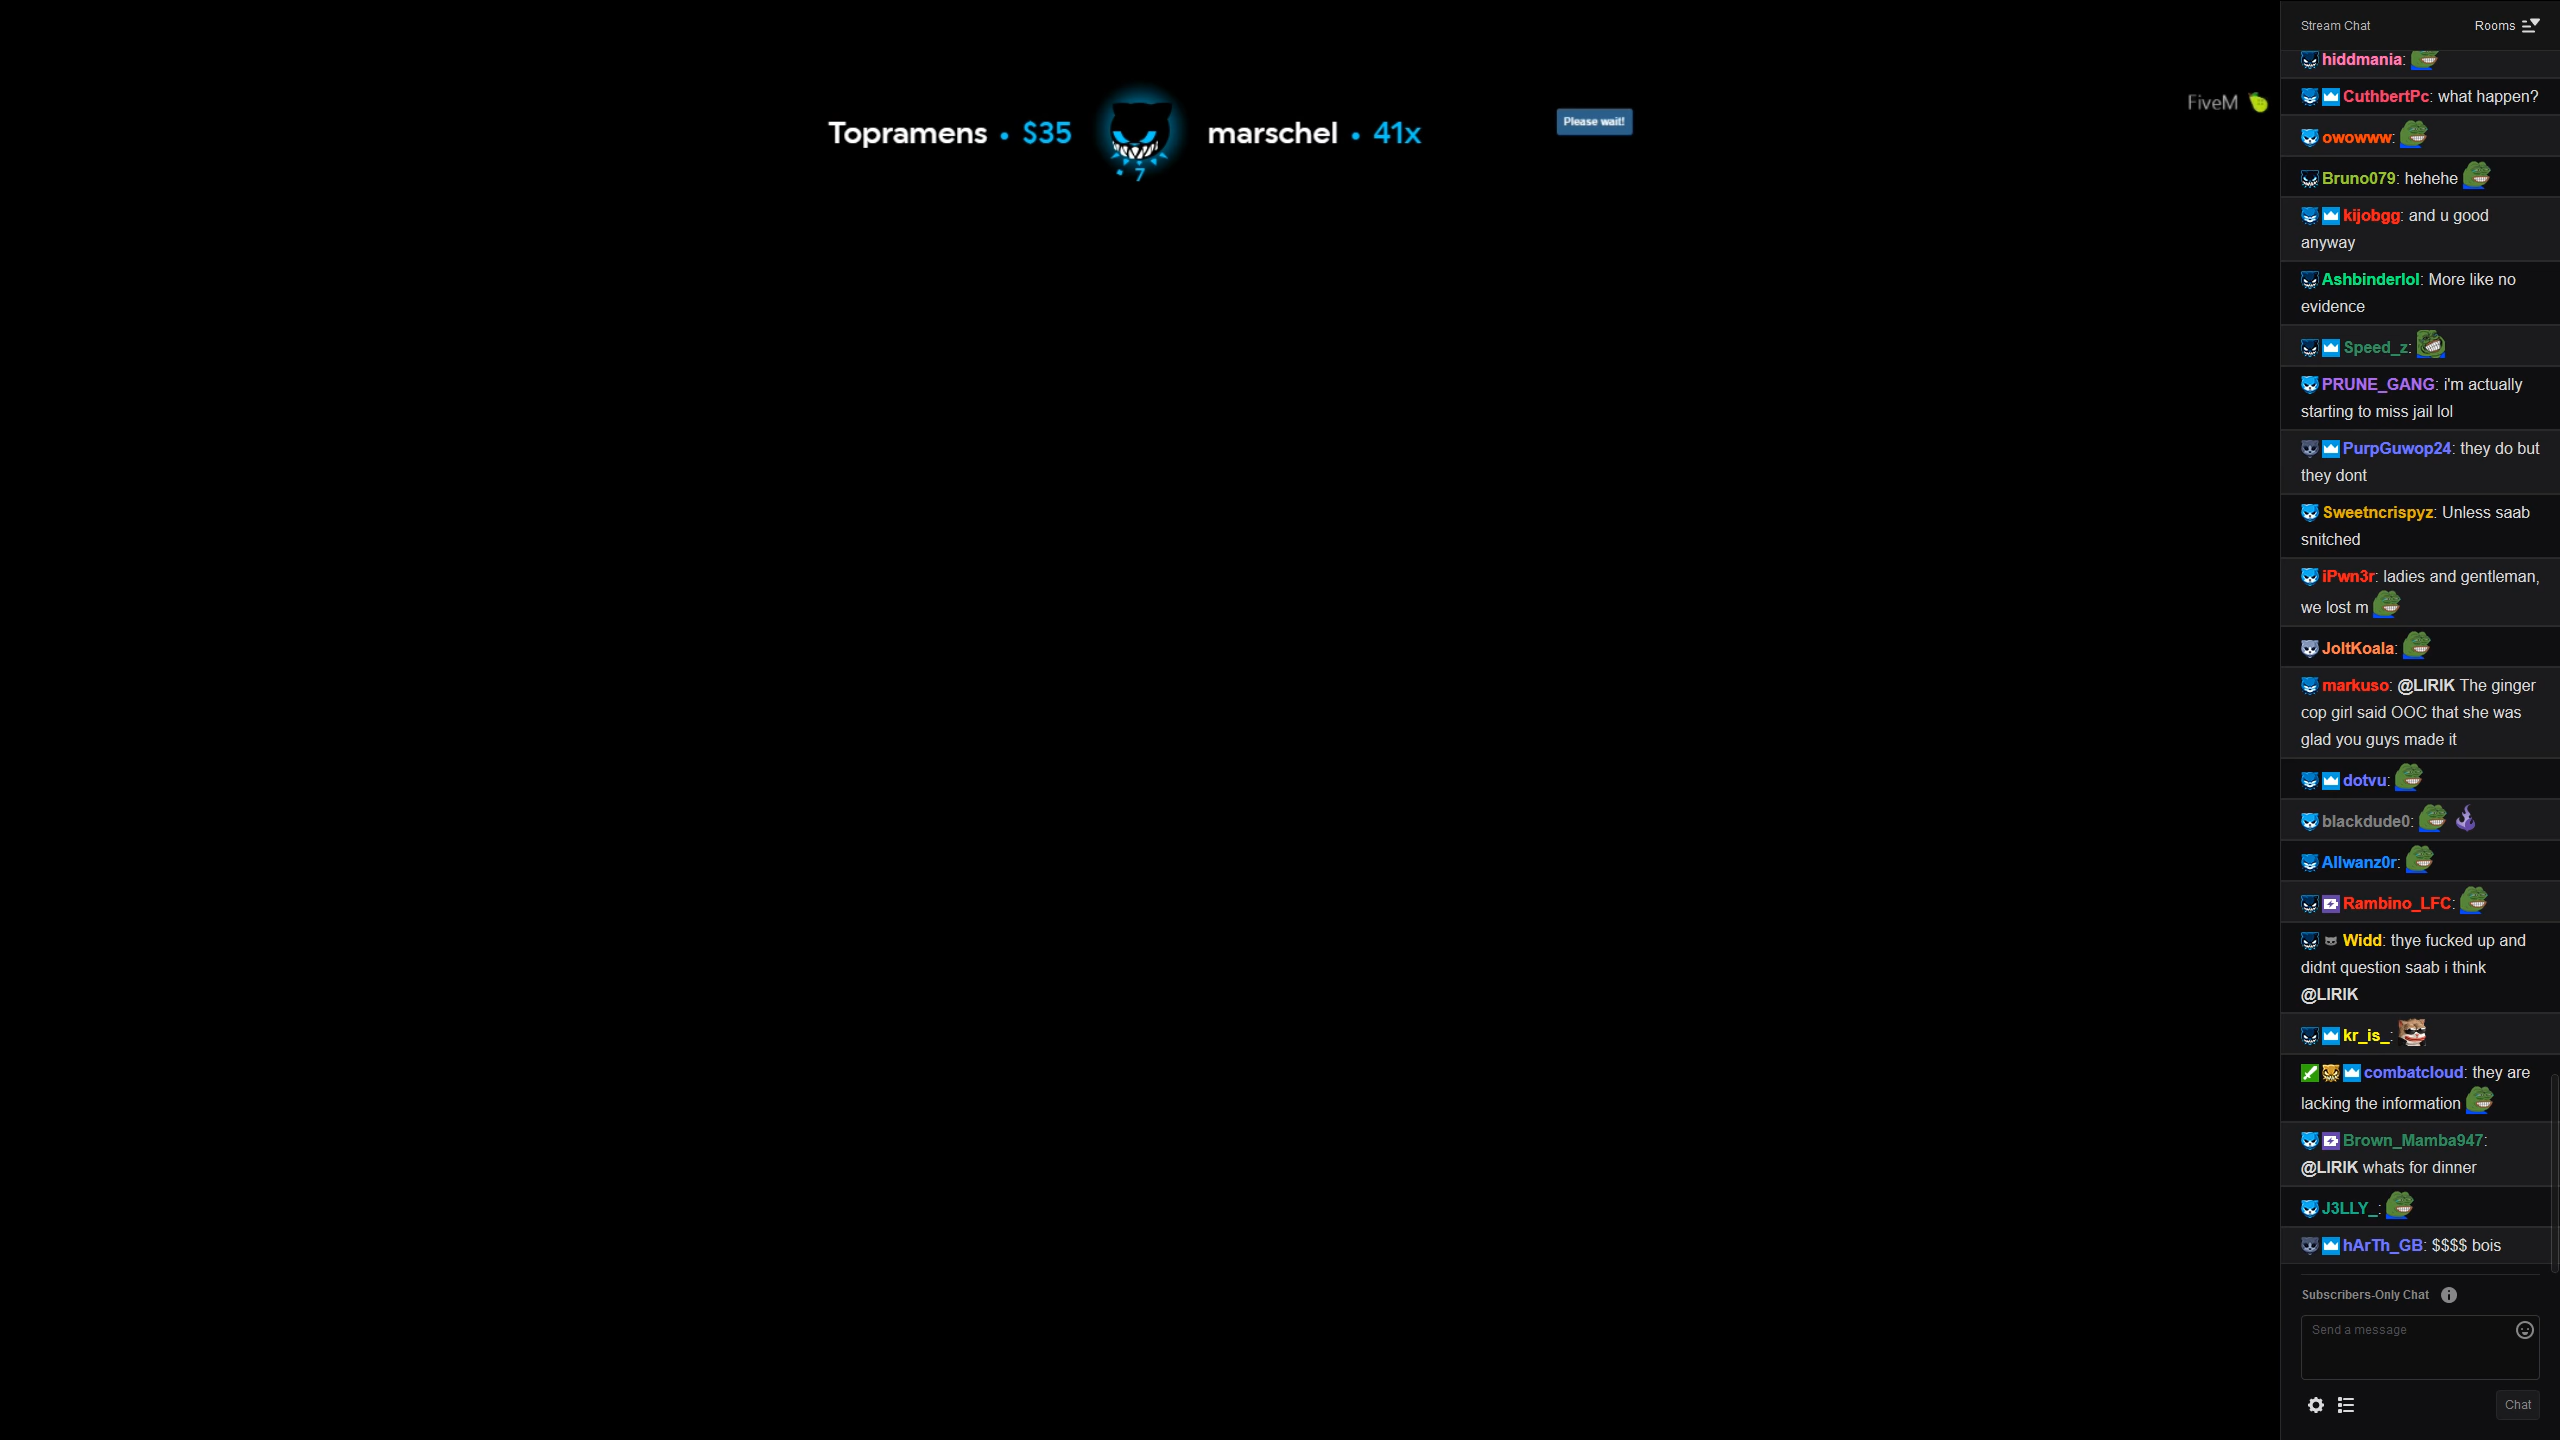 Topramens • $35
7
marschel • 41x
Please wait!
FiveM
Stream Chat
Rooms
hiddmania:
CuthbertPc: what happen?
owowww:
Bruno079: hehehe
kijobgg: and u good
anyway
Ashbinderlol: More like no
evidence
Speed_z:
PRUNE_GANG: i'm actually
starting to miss jail lol
PurpGuwop24: they do but
they dont
Sweetncrispyz: Unless saab
snitched
iPwn3r: ladies and gentleman,
we lost m
JoltKoala:
markuso: @LIRIK The ginger
cop girl said OOC that she was
glad you guys made it
dotvu:
blackdude0:
Allwanz0r:
Rambino_LFC:
Widd: thye fucked up and
didnt question saab i think
@LIRIK
kr_is_:
combatcloud: they are
lacking the information
Brown_Mamba947:
@LIRIK whats for dinner
J3LLY_:
hArTh_GB: $$$$ bois
Subscribers-Only Chat
Send a message
Chat